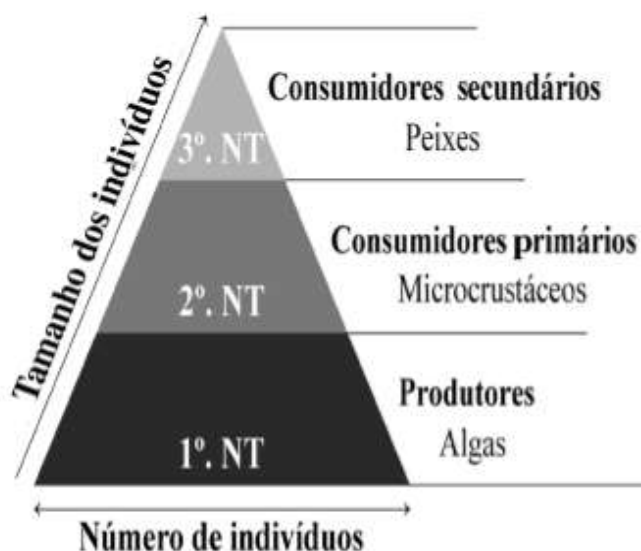 Tamanho dos indivíduos
Consumidores secundários
Peixes
3º. NT
Consumidores primários
Microcrustáceos
2º. NT
Produtores
Algas
1º. NT
Número de indivíduos